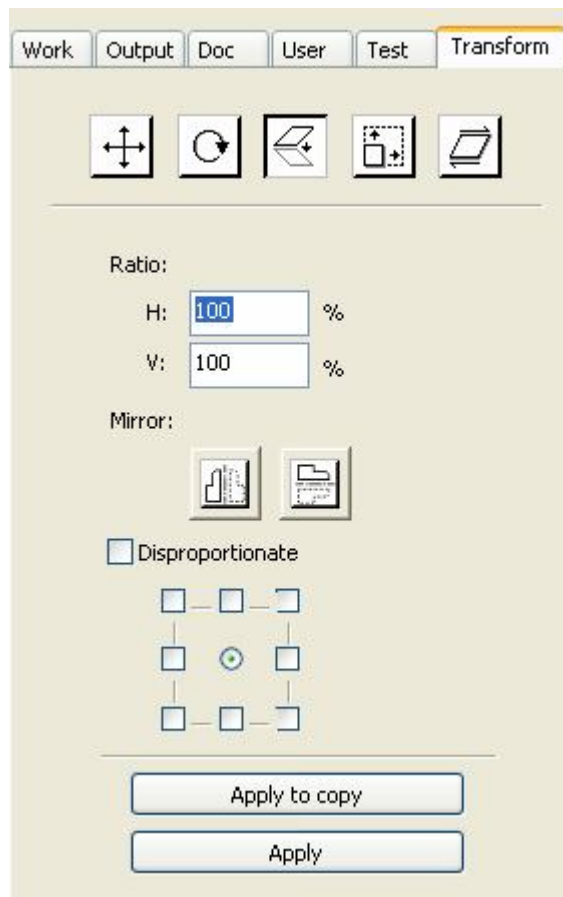 Work Output Doc User Test Transform
Ratio:
H: 100 %
V: 100 %
Mirror:
Disproportionate
Apply to copy
Apply